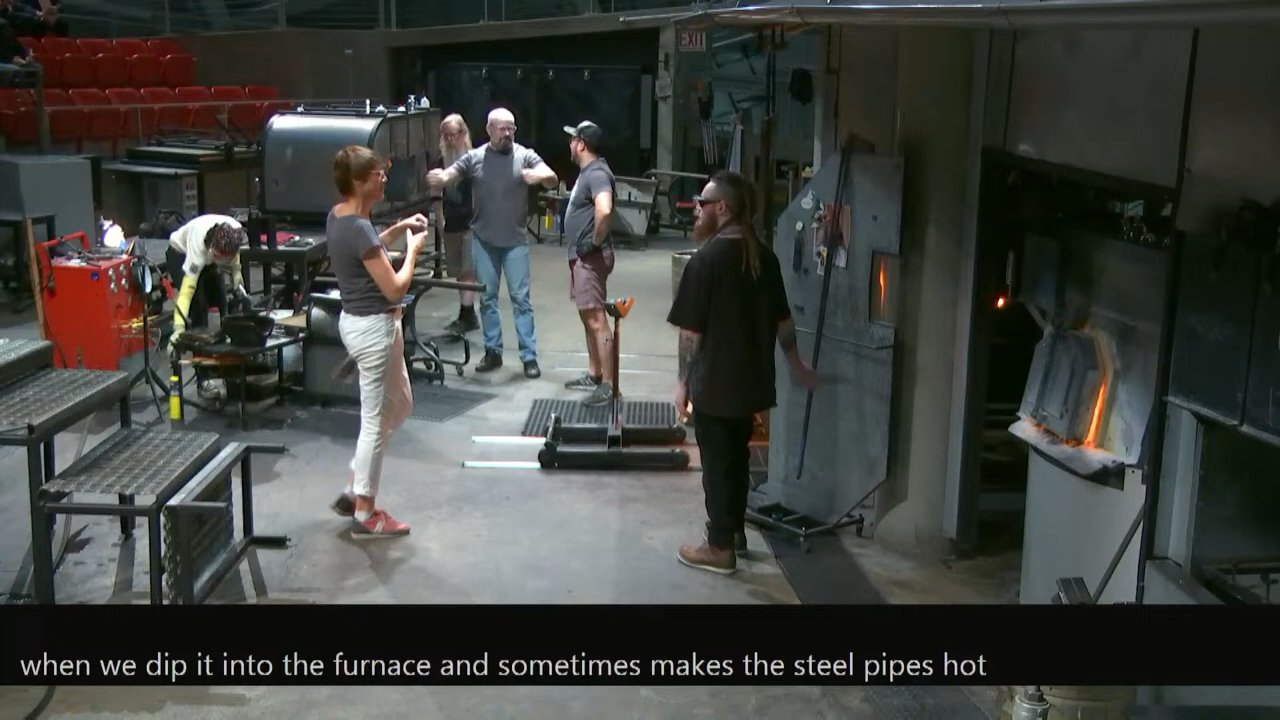 EXIT
when we dip it into the furnace and sometimes makes the steel pipes hot